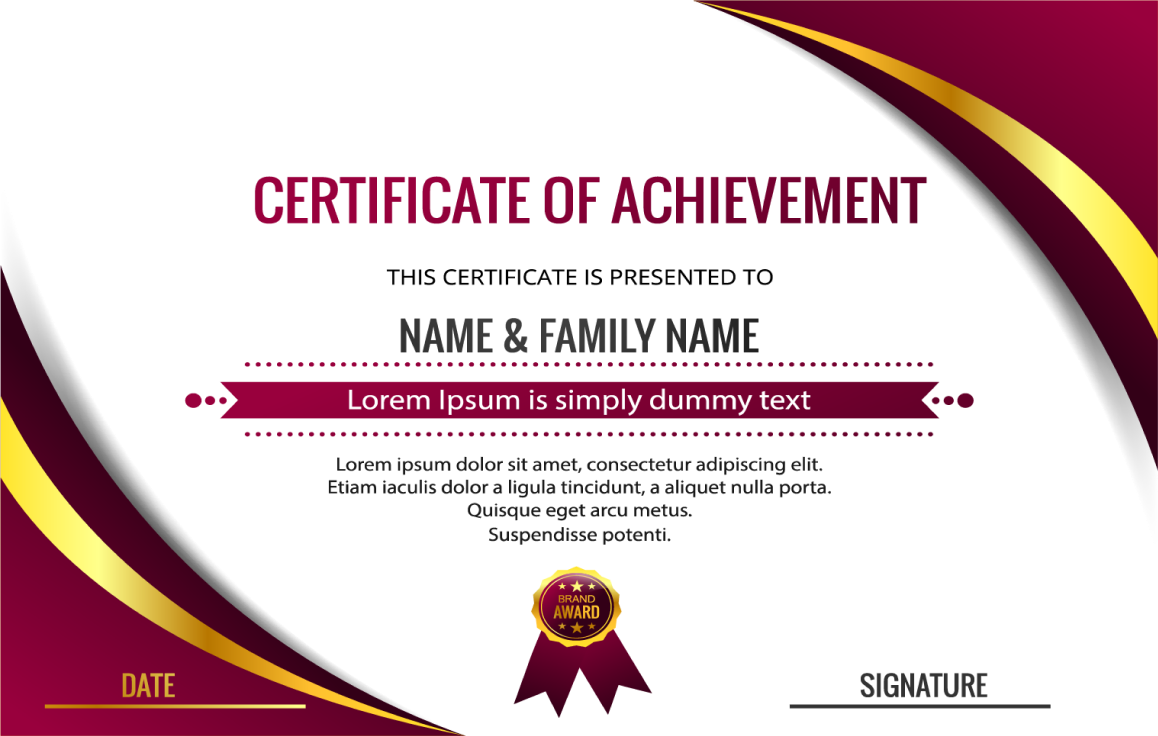 CERTIFICATE OF ACHIEVEMENT
THIS CERTIFICATE IS PRESENTED TO
NAME & FAMILY NAME
Lorem Ipsum is simply dummy text
Lorem ipsum dolor sit amet, consectetur adipiscing elit.
Etiam iaculis dolor a ligula tincidunt, a aliquet nulla porta.
Quisque eget arcu metus.
Suspendisse potenti.
BRAND
AWARD
DATE
SIGNATURE